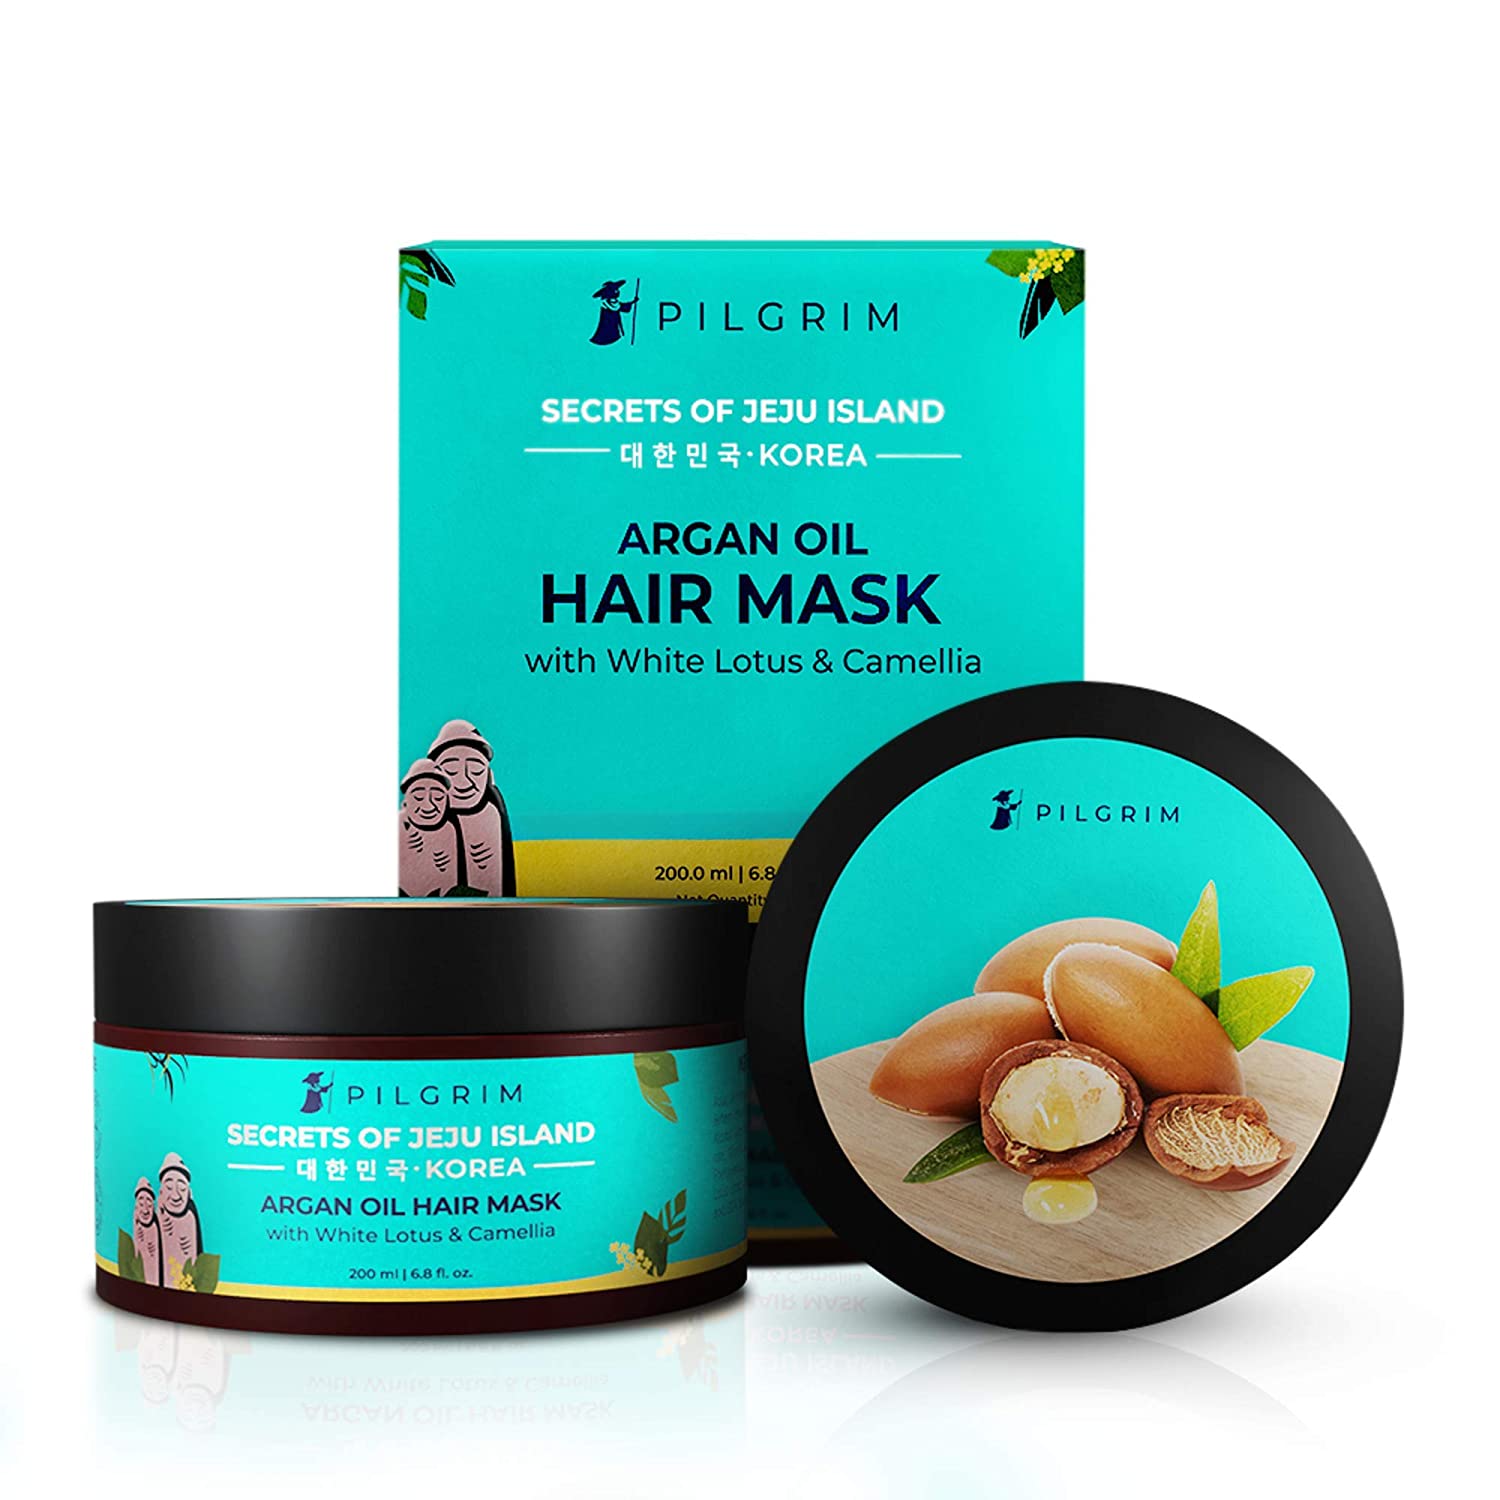 PILGRIM
SECRETS OF JEJU ISLAND
대한민국·KOREA
ARGAN OIL
HAIR MASK
with White Lotus & Camellia
200.0 ml | 6.8
Net Quantity
PILGRIM
PILGRIM
SECRETS OF JEJU ISLAND
대한민국·KOREA
ARGAN OIL HAIR MASK
with White Lotus & Camellia
200 ml | 6.8 fl. oz.